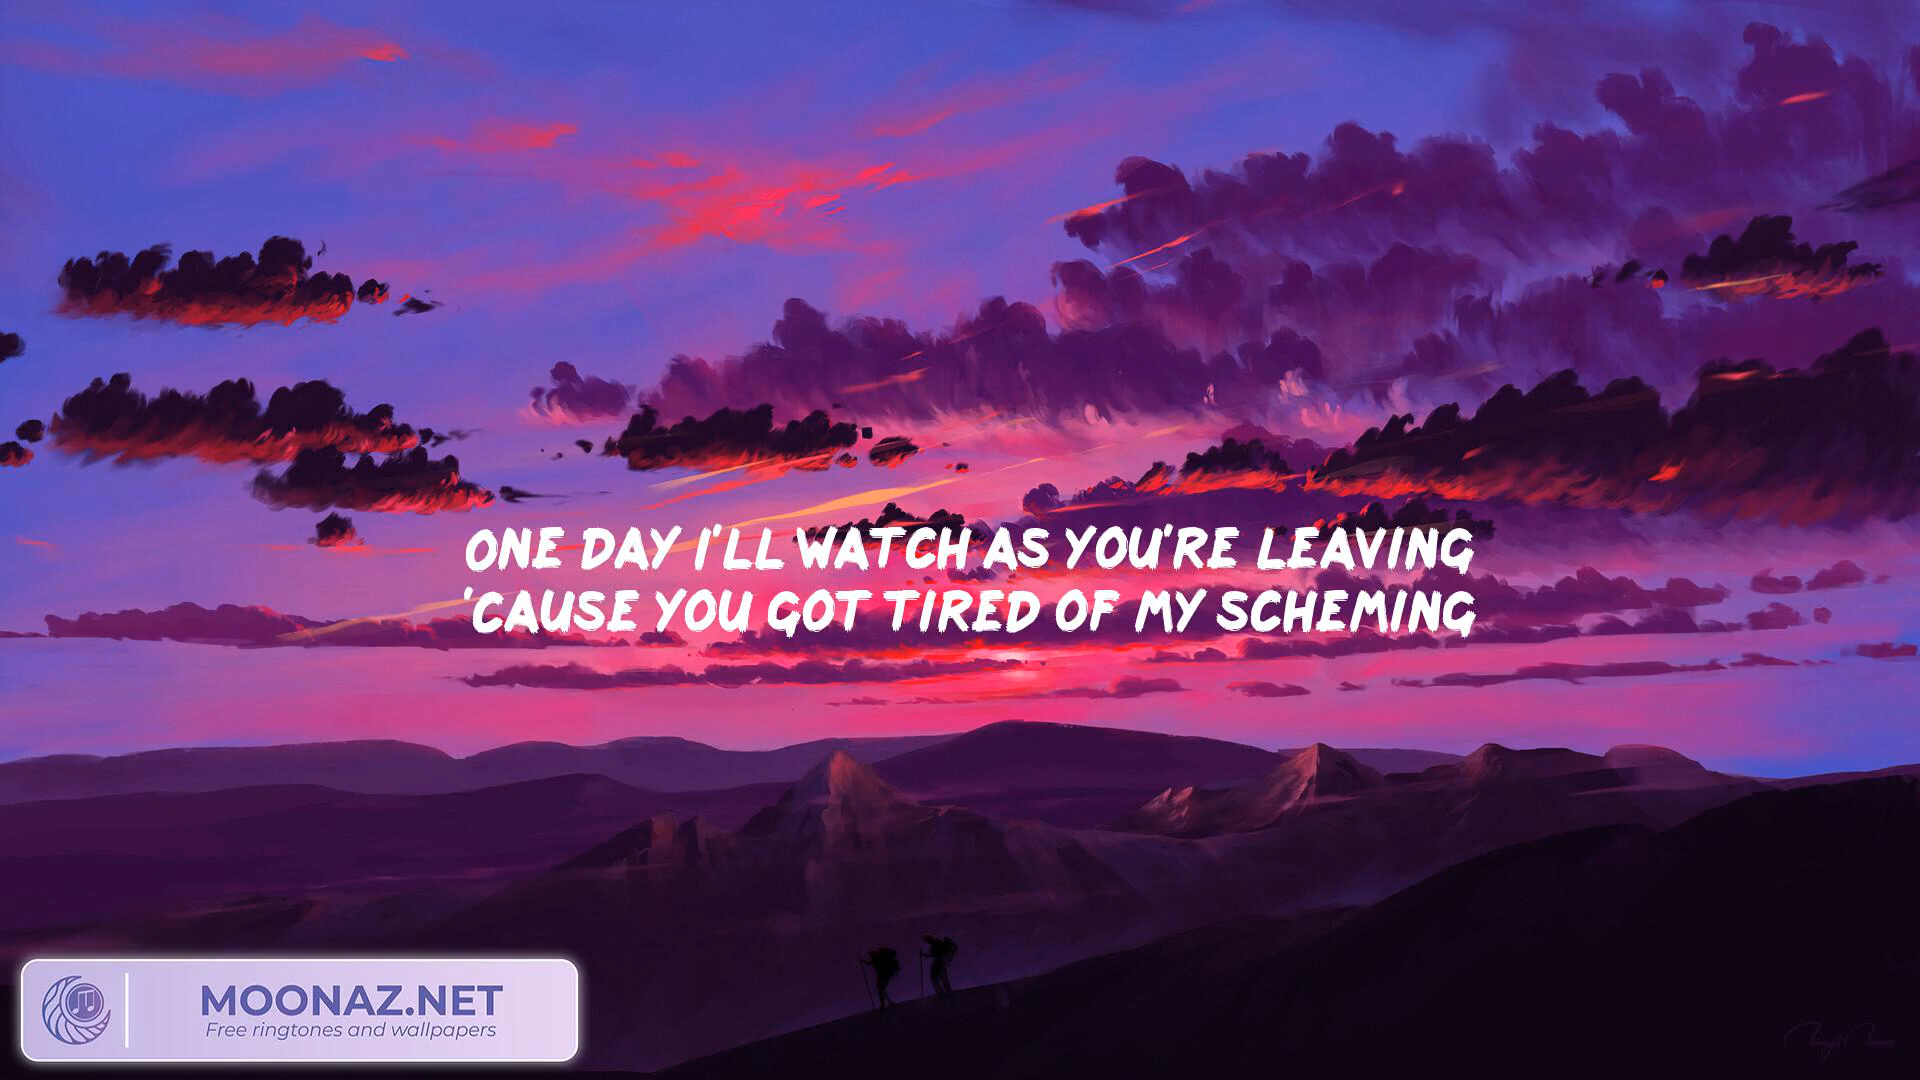 ONE DAY I'LL WATCH AS YOU'RE LEAVING
'CAUSE YOU GOT TIRED OF MY SCHEMING
MOONAZ.NET
Free ringtones and wallpapers